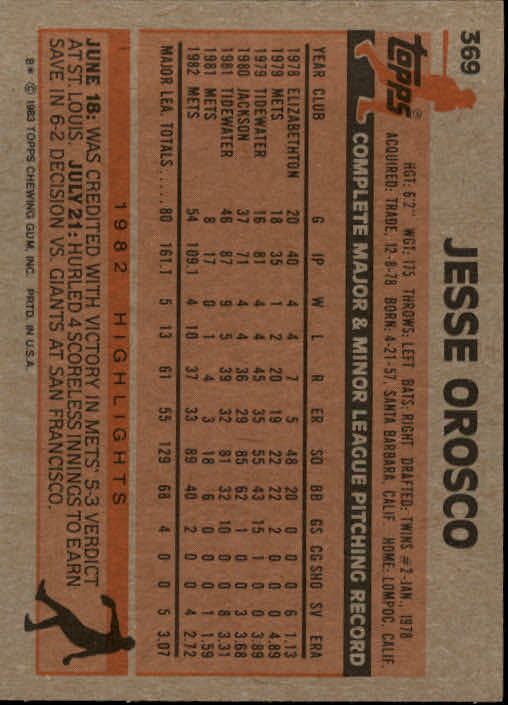 369
topps®
JESSE OROSCO
HGT: 6'2" WGT: 175 THROWS: LEFT BATS: RIGHT DRAFTED: TWINS #2-JAN., 1978
ACQUIRED: TRADE, 12-8-78 BORN: 4-21-57, SANTA BARBARA, CALIF. HOME: LOMPOC, CALIF.
COMPLETE MAJOR & MINOR LEAGUE PITCHING RECORD
YEAR CLUB G IP W L R ER SO BB GS CG SHO SV ERA
1978 ELIZABETHTON 20 40 4 4 7 5 48 20 0 0 0 6 1.13
1979 METS 18 35 1 2 20 19 22 22 2 0 0 0 4.89
1979 TIDEWATER 16 81 4 4 45 35 55 43 15 1 0 0 3.89
1980 JACKSON 37 71 4 4 36 29 85 62 1 0 0 3 3.68
1981 TIDEWATER 46 87 9 5 39 32 81 32 10 0 0 8 3.31
1981 METS 8 17 0 1 4 3 18 6 0 0 0 1 1.59
1982 METS 54 109.1 4 10 37 33 89 40 2 0 0 4 2.72
MAJOR LEA. TOTALS..... 80 161.1 5 13 61 55 129 68 4 0 0 5 3.07
1982 HIGHLIGHTS
JUNE 18: WAS CREDITED WITH VICTORY IN METS' 5-3 VERDICT
AT ST. LOUIS. JULY 21: HURLED 4 SCORELESS INNINGS TO EARN
SAVE IN 6-2 DECISION VS. GIANTS AT SAN FRANCISCO.
B* © 1983 TOPPS CHEWING GUM, INC. PRTD. IN U.S.A.